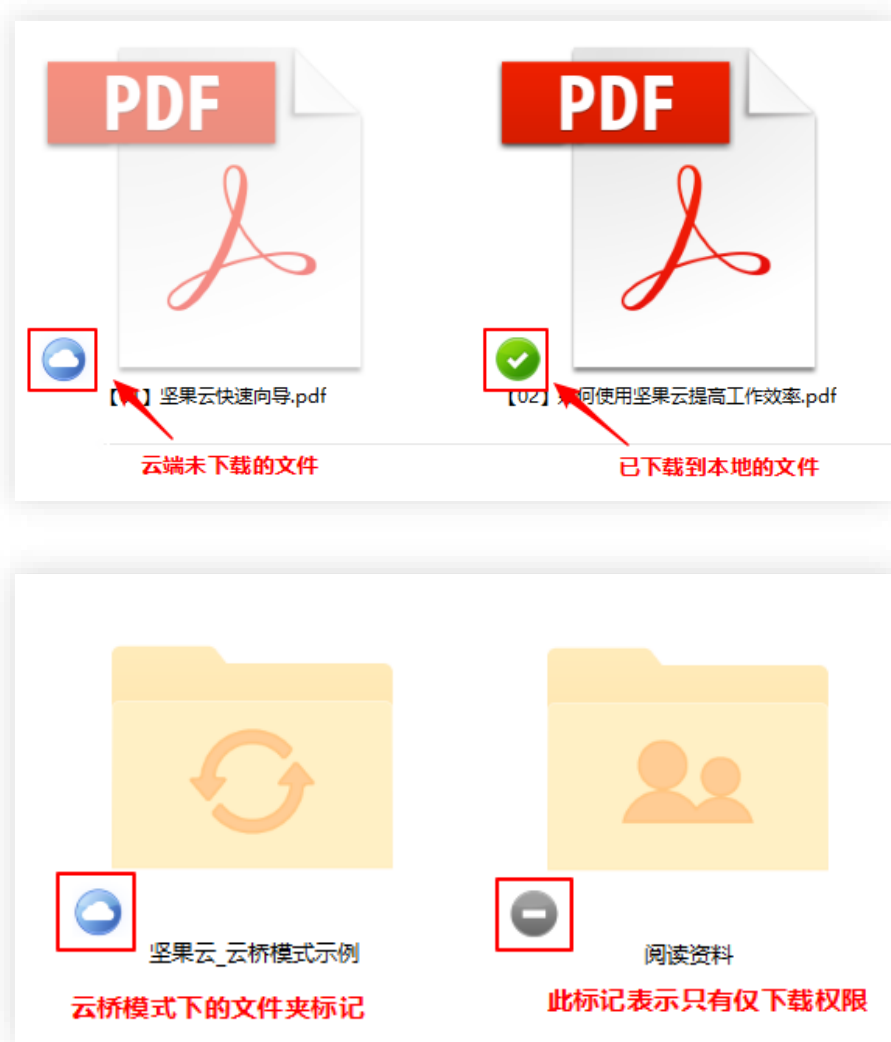 PDF
PDF
【 】坚果云快速向导.pdf
【02】 何使用坚果云提高工作效率.pdf
云端未下载的文件
已下载到本地的文件
坚果云_云桥模式示例
阅读资料
云桥模式下的文件夹标记
此标记表示只有仅下载权限